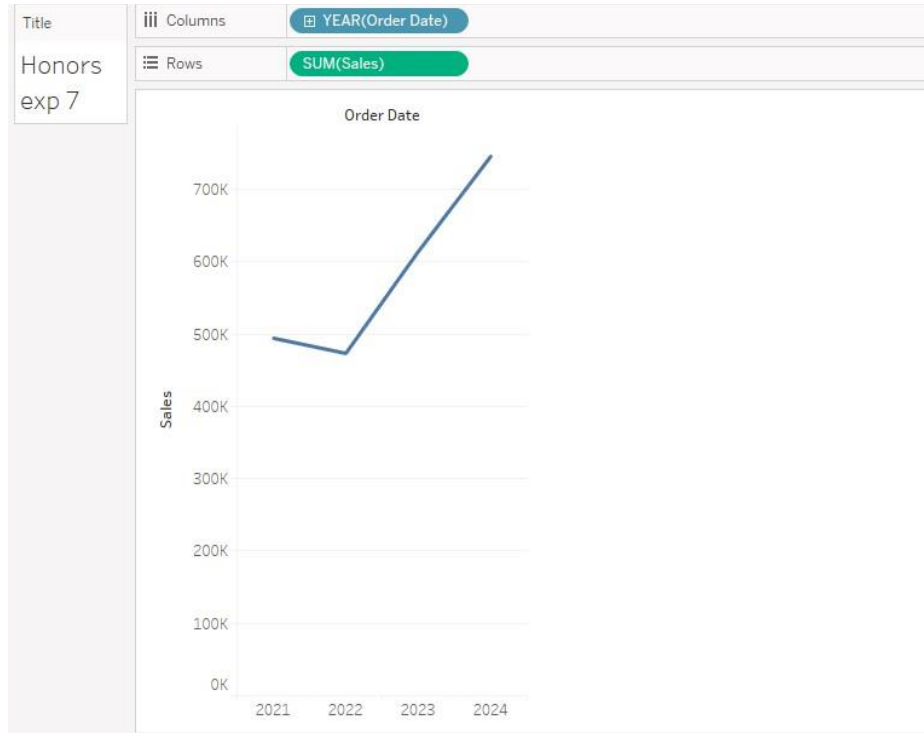 Title
Honors
exp 7
Columns
YEAR(Order Date)
Rows
SUM(Sales)
Order Date
700K
600K
500K
400K
300K
200K
100K
0K
Sales
2021 2022 2023 2024